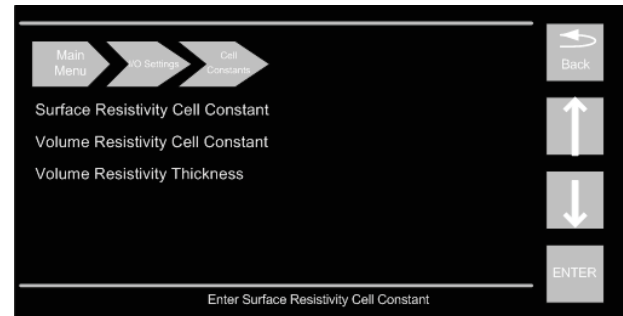 Main
Menu
I/O Settings
Cell
Constants
Back
Surface Resistivity Cell Constant
Volume Resistivity Cell Constant
Volume Resistivity Thickness
ENTER
Enter Surface Resistivity Cell Constant